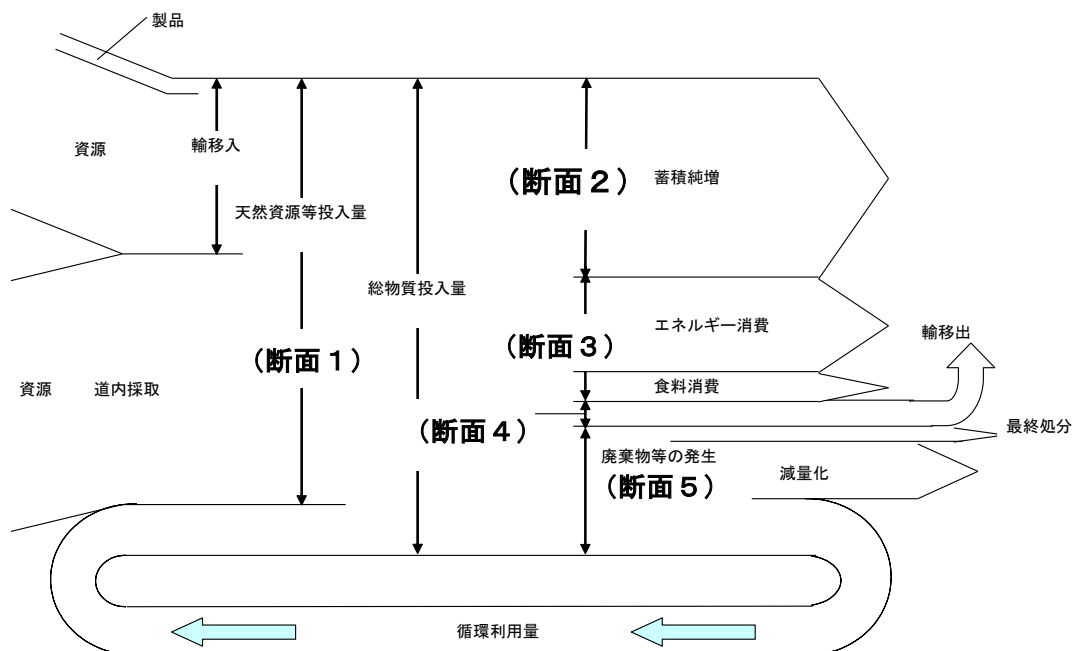 製品
資源
輸移入
天然資源等投入量
(断面2)
蓄積純増
総物質投入量
エネルギー消費
輸移出
(断面1)
(断面3)
資源
道内採取
食料消費
(断面4)
最終処分
廃棄物等の発生
(断面5)
減量化
循環利用量